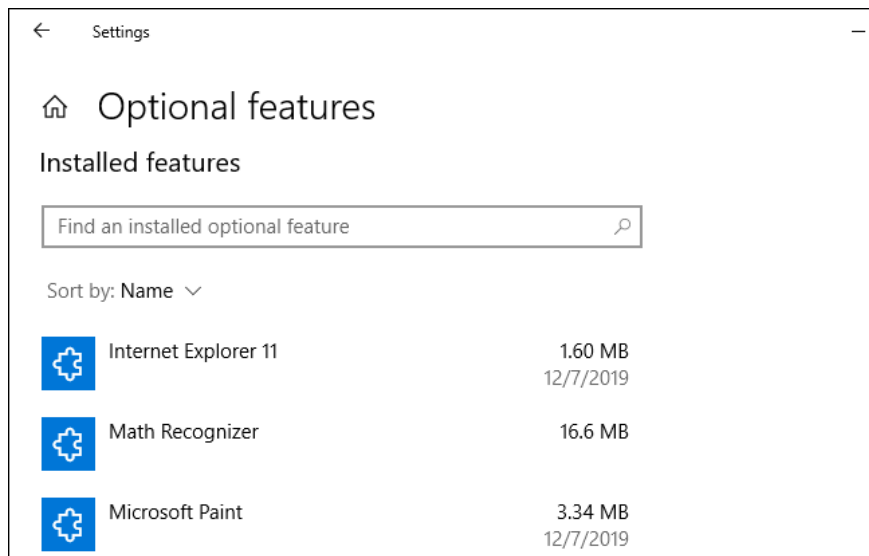 Settings
Optional features
Installed features
Find an installed optional feature
Sort by: Name
Internet Explorer 11 1.60 MB
12/7/2019
Math Recognizer 16.6 MB
Microsoft Paint 3.34 MB
12/7/2019